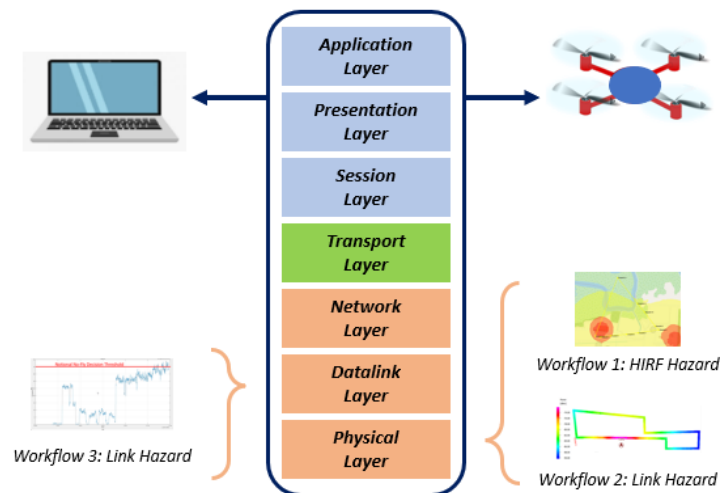 Application
Layer
Presentation
Layer
Session
Layer
Transport
Layer
Network
Layer
Datalink
Layer
Physical
Layer
Workflow 1: HIRF Hazard
Workflow 3: Link Hazard
Workflow 2: Link Hazard